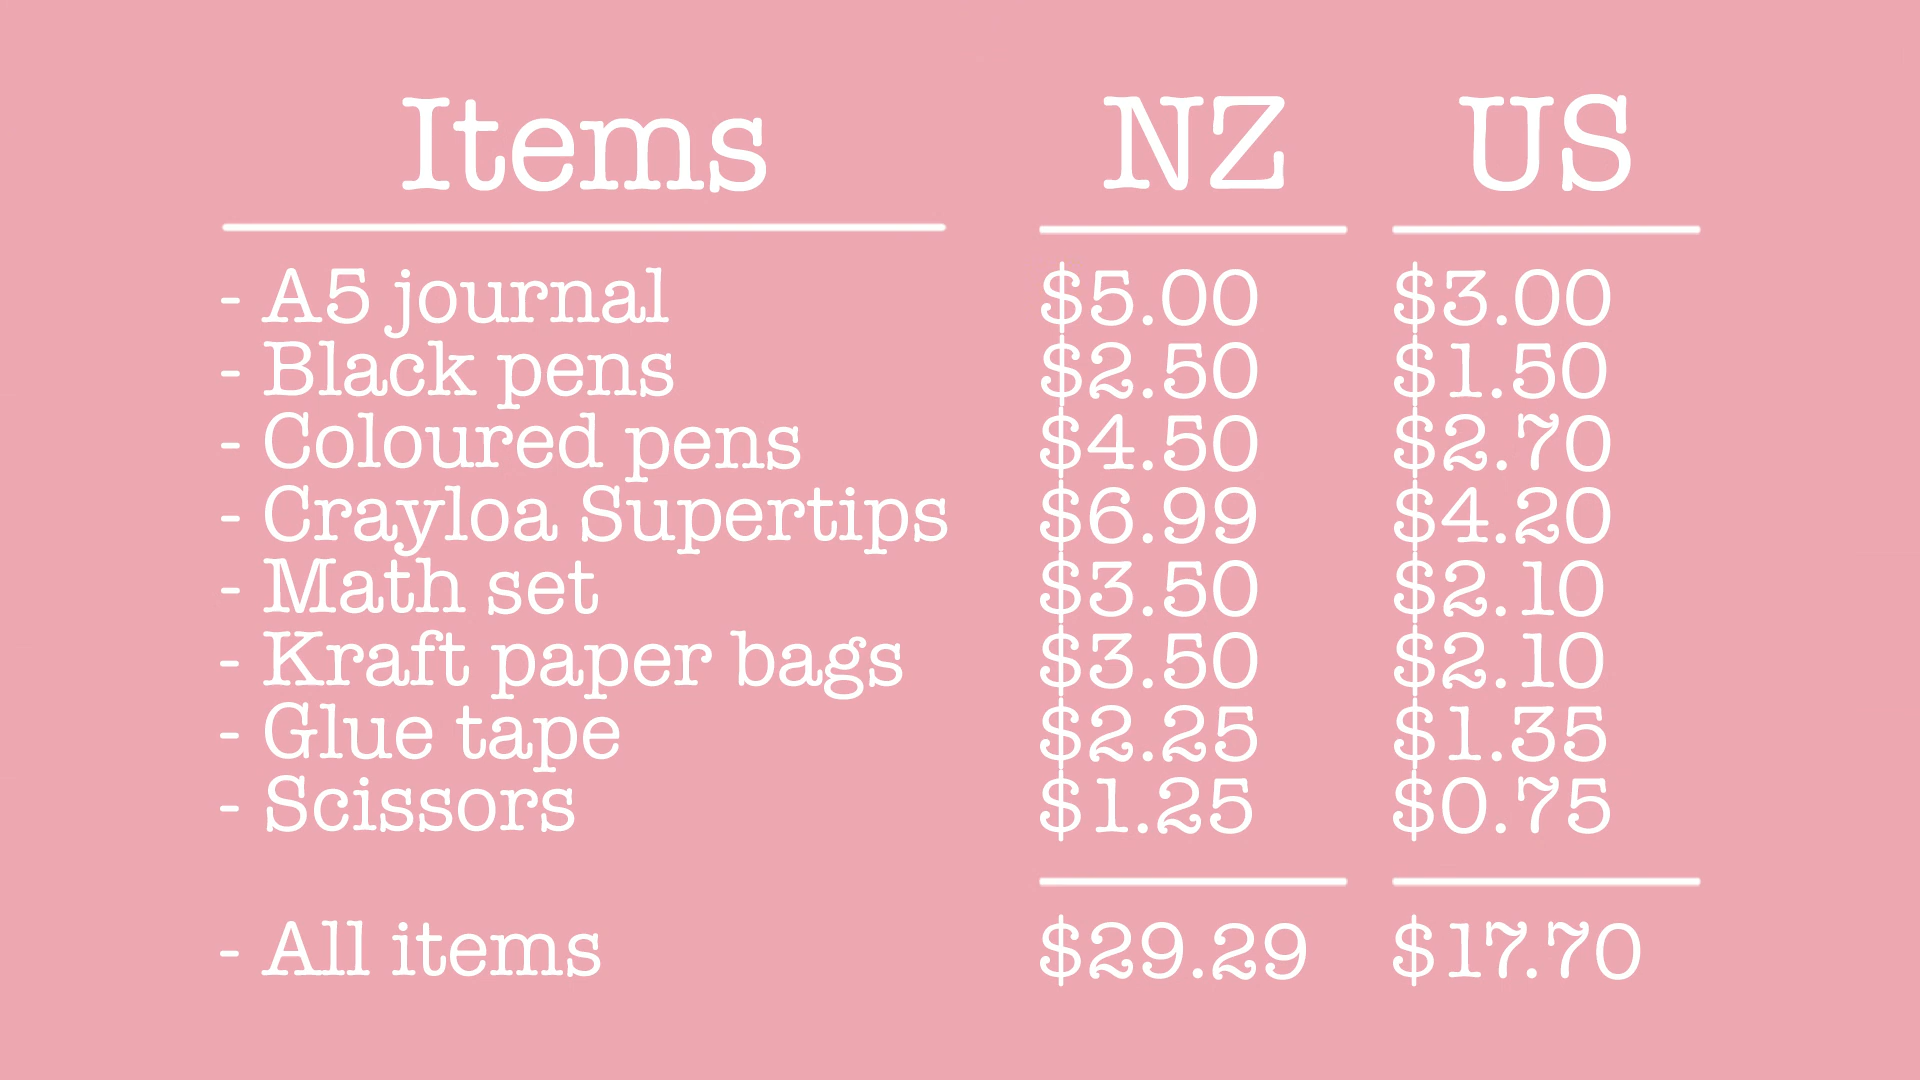 Items NZ US
- A5 journal $5.00 $3.00
- Black pens $2.50 $1.50
- Coloured pens $4.50 $2.70
- Crayloa Supertips $6.99 $4.20
- Math set $3.50 $2.10
- Kraft paper bags $3.50 $2.10
- Glue tape $2.25 $1.35
- Scissors $1.25 $0.75
- All items $29.29 $17.70